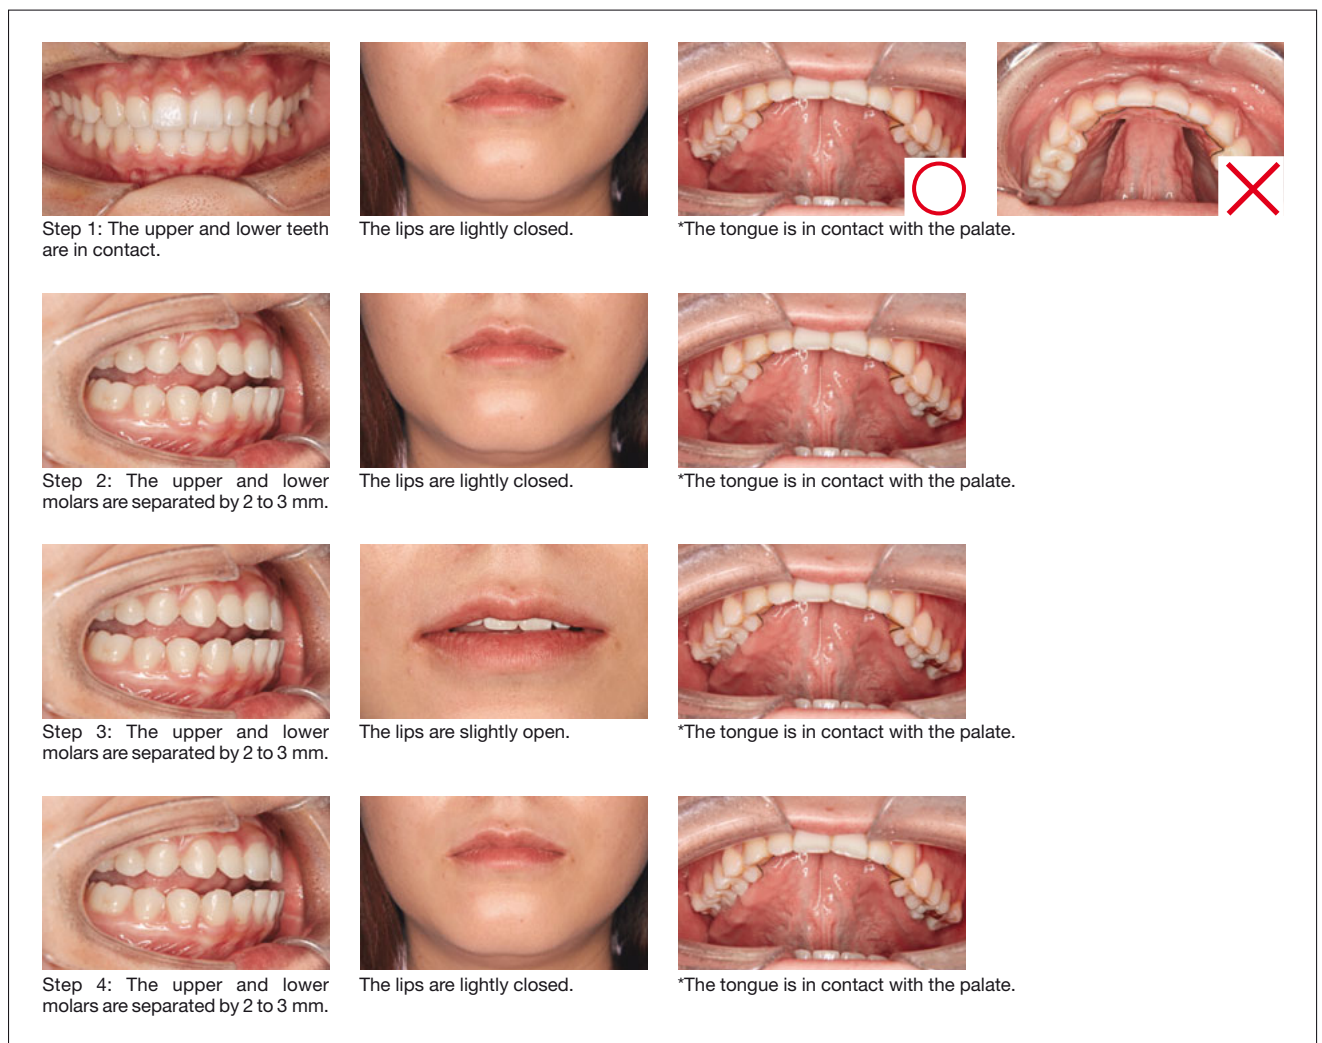 Step 1: The upper and lower teeth
are in contact.
The lips are lightly closed.
*The tongue is in contact with the palate.
Step 2: The upper and lower
molars are separated by 2 to 3 mm.
The lips are lightly closed.
*The tongue is in contact with the palate.
Step 3: The upper and lower
molars are separated by 2 to 3 mm.
The lips are slightly open.
*The tongue is in contact with the palate.
Step 4: The upper and lower
molars are separated by 2 to 3 mm.
The lips are lightly closed.
*The tongue is in contact with the palate.